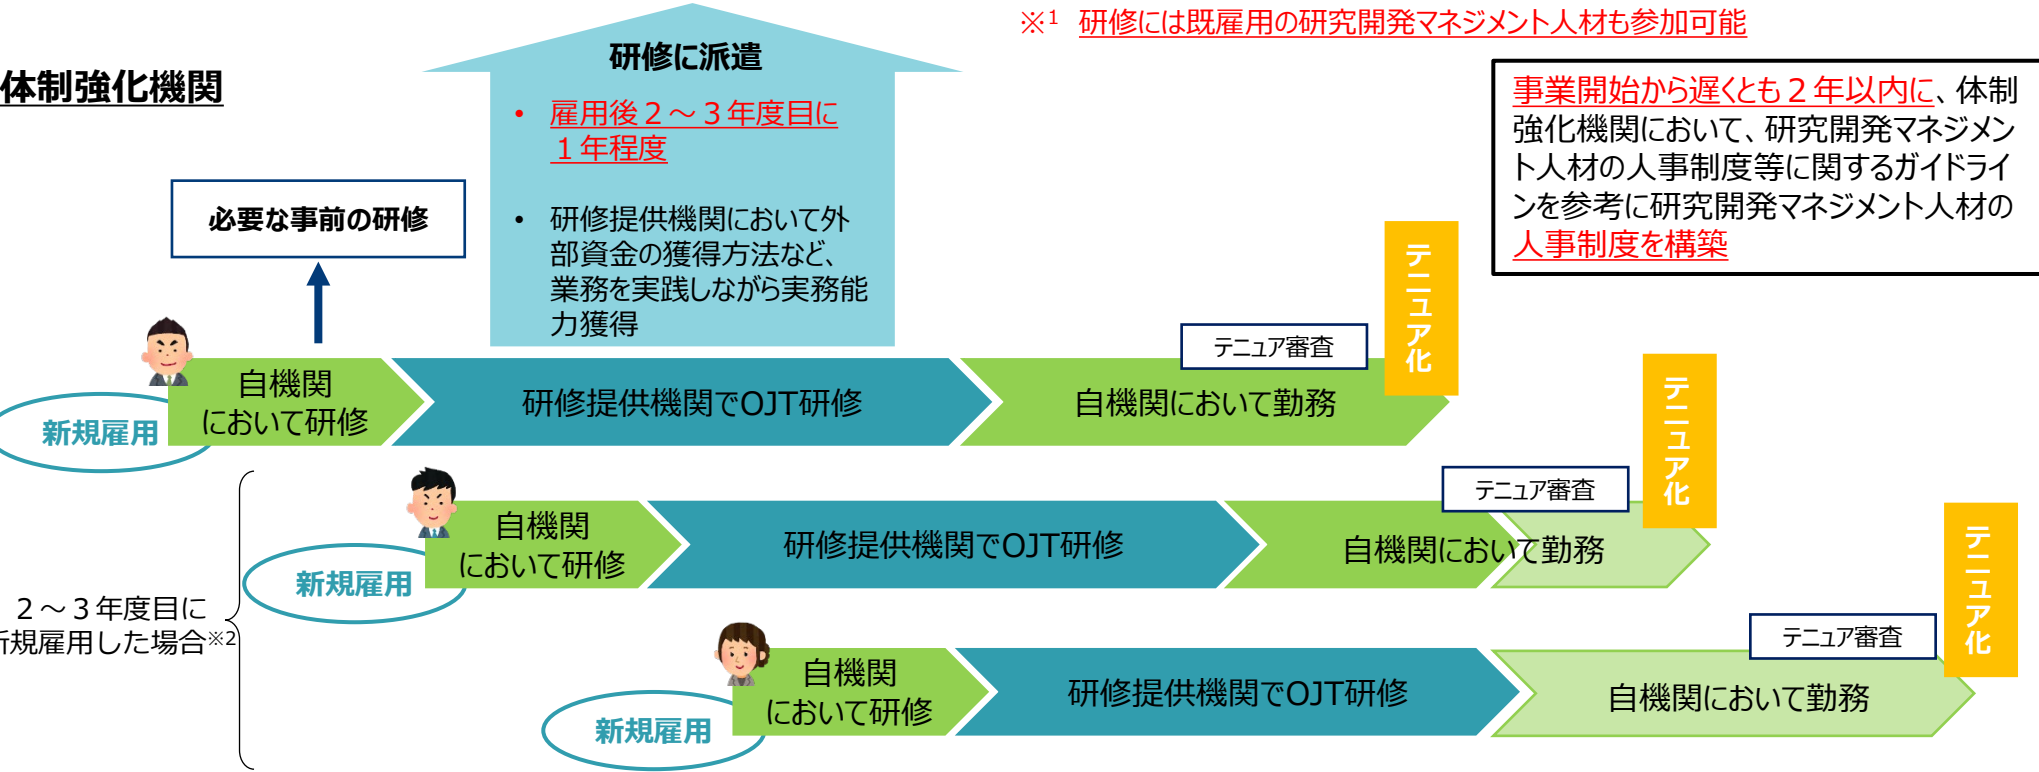 ※1 研修には既雇用の研究開発マネジメント人材も参加可能
体制強化機関
研修に派遣
• 雇用後２～３年度目に
１年程度
• 研修提供機関において外
部資金の獲得方法など、
業務を実践しながら実務能
力獲得
事業開始から遅くとも２年以内に、体制
強化機関において、研究開発マネジメン
ト人材の人事制度等に関するガイドライ
ンを参考に研究開発マネジメント人材の
人事制度を構築
必要な事前の研修
新規雇用
自機関
において研修
研修提供機関でOJT研修
自機関において勤務
テニュア審査
テニュア化
２～３年度目に
新規雇用した場合※2
新規雇用
自機関
において研修
研修提供機関でOJT研修
自機関において勤務
テニュア審査
テニュア化
新規雇用
自機関
において研修
研修提供機関でOJT研修
自機関において勤務
テニュア審査
テニュア化